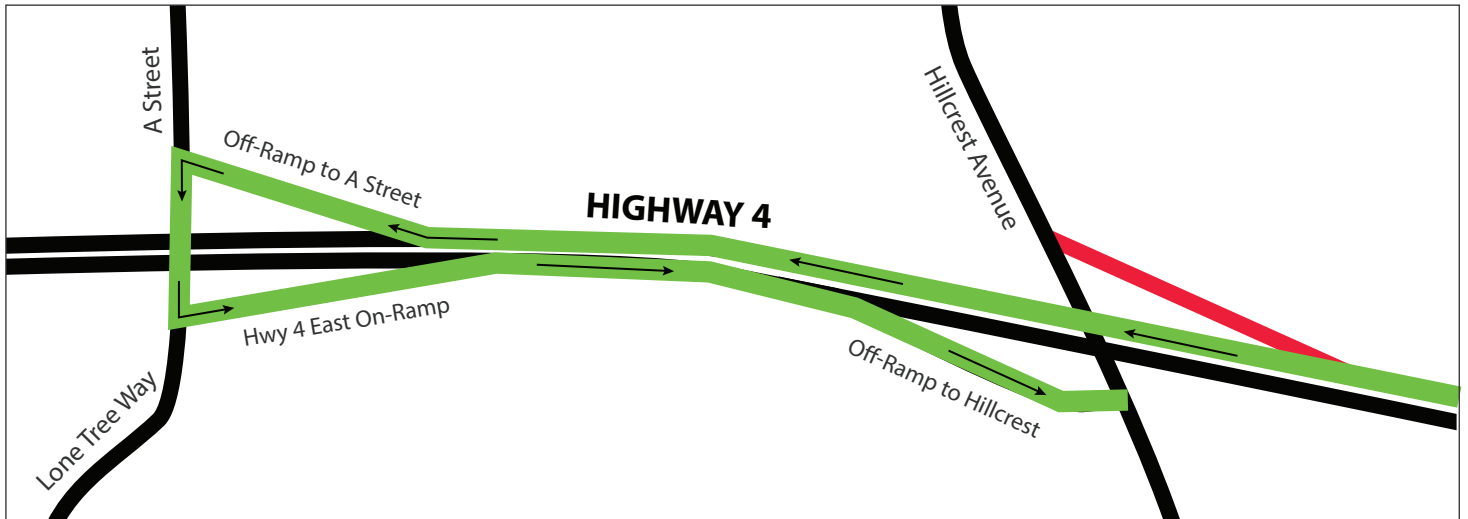 A Street
Off-Ramp to A Street
HIGHWAY 4
Hillcrest Avenue
Hwy 4 East On-Ramp
Off-Ramp to Hillcrest
Lone Tree Way